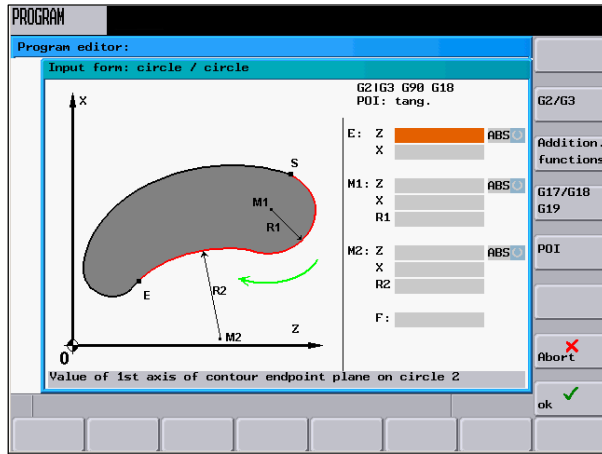 PROGRAM
Program editor:
Input form: circle / circle
G2|G3 G90 G18
POI: tang.
X
S
M1
R1
E
R2
M2
Z
0
E: Z ABS
X
M1: Z ABS
X
R1
M2: Z ABS
X
R2
F:
Value of 1st axis of contour endpoint plane on circle 2
G2/G3
Addition.
functions
G17/G18
G19
POI
Abort
ok